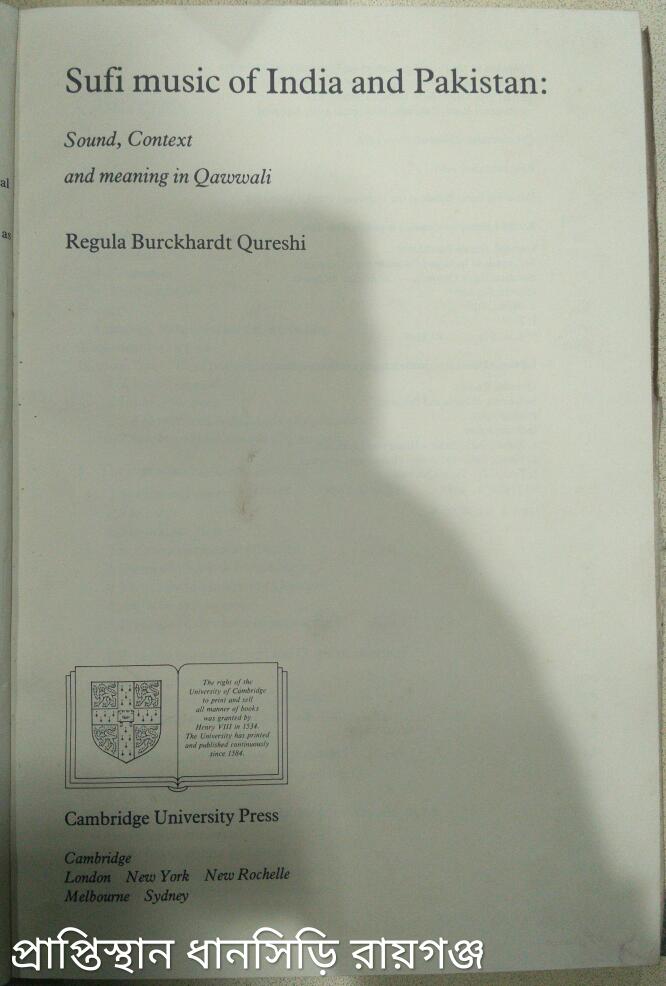 al
as
Sufi music of India and Pakistan:
Sound, Context
and meaning in Qawwali
Regula Burckhardt Qureshi
The right of the
University of Cambridge
to print and sell
all manner of books
was granted by
Henry VIII in 1534.
The University has printed
and published continuously
since 1584.
Cambridge University Press
Cambridge
London New York New Rochelle
Melbourne Sydney
প্রাপ্তিস্থান ধানসিড়ি রায়গঞ্জ